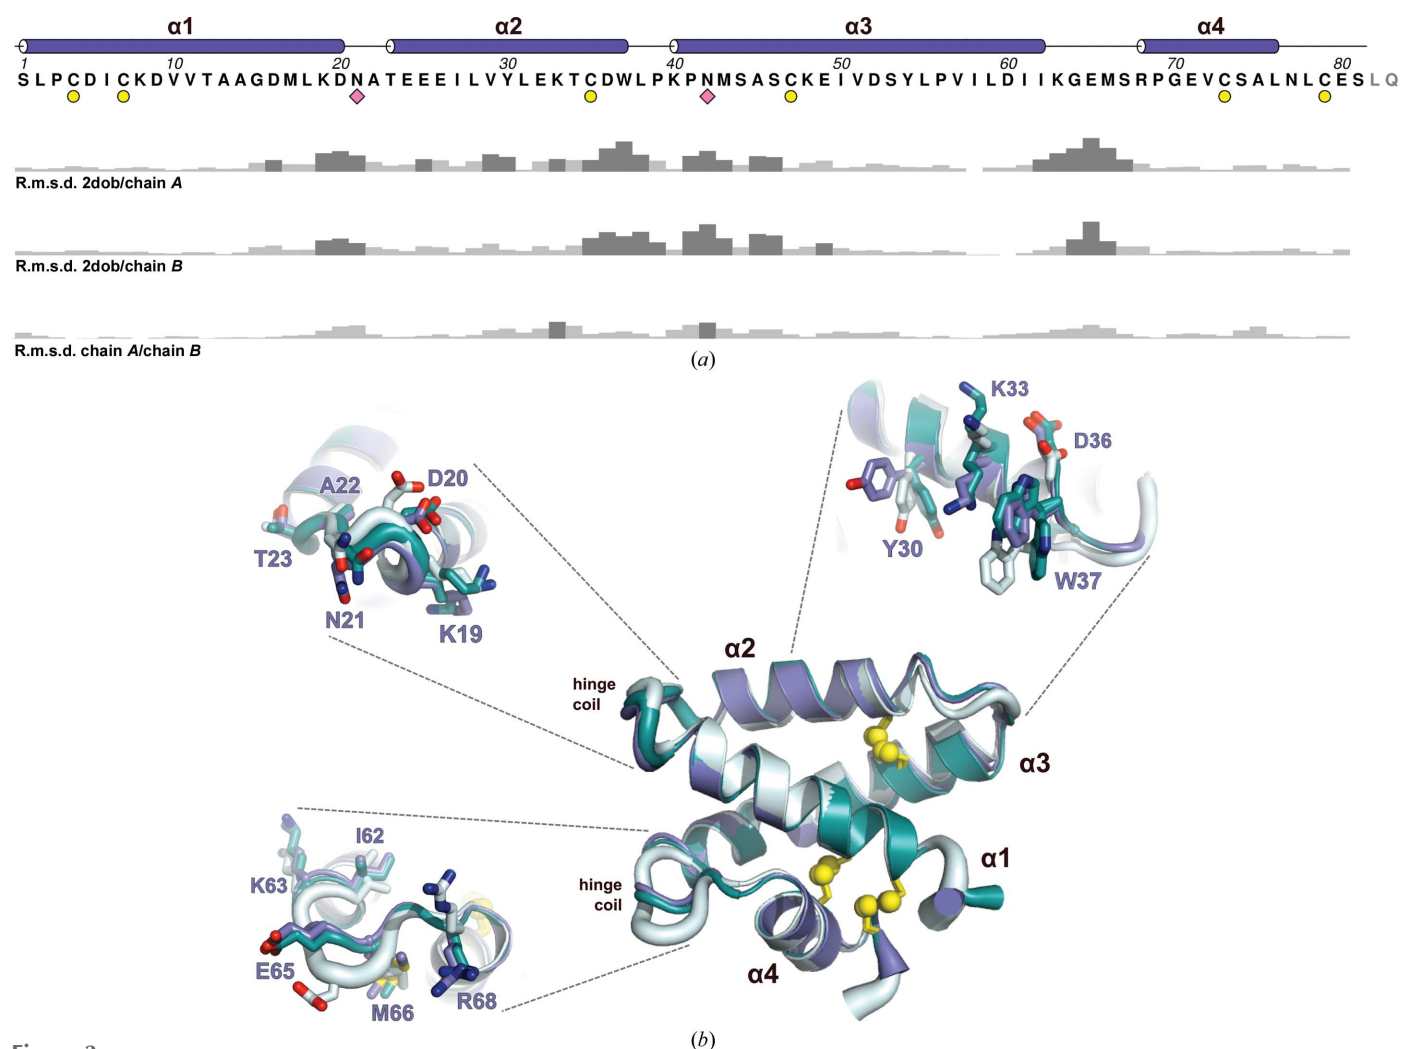 α1 α2 α3 α4
1 10 20 30 40 50 60 70
SLPCDICKDVVTAAGDMLKDNATEEEILVYLEKTCDWLPKPNMSASCKEIVDSYLPVILDIIKGEMSRPGEVCSALNLCESLQ
R.m.s.d. 2dob/chain A
R.m.s.d. 2dob/chain B
R.m.s.d. chain A/chain B
(a)
K33
D36
Y30
W37
A22 D20
T23
N21
K19
α2
hinge
coil
α3
α1
hinge
coil
α4
I62
K63
E65
M66
R68
(b)